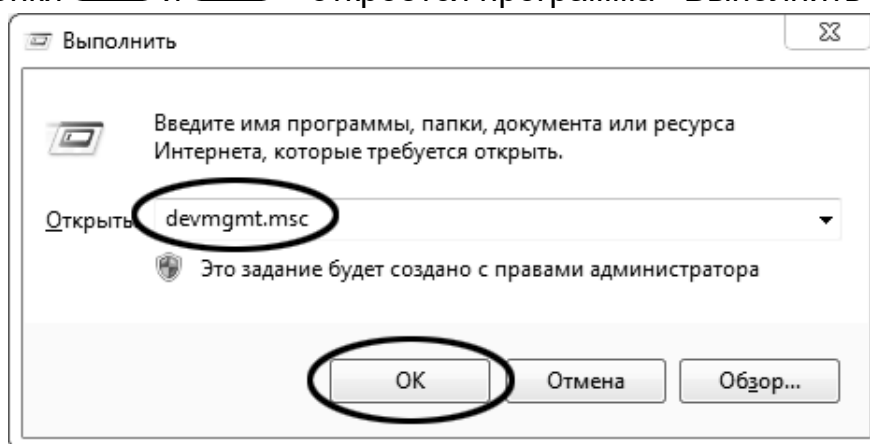 и
Выполнить
Введите имя программы, папки, документа или ресурса
Интернета, которые требуется открыть.
Открыть
devmgmt.msc
Это задание будет создано с правами администратора
ОК
Отмена
Обзор...